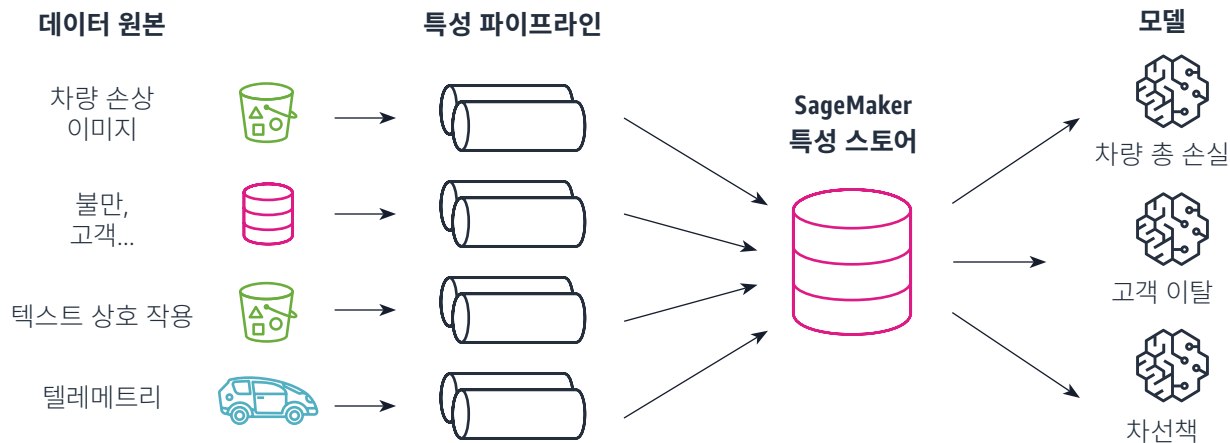 데이터 원본
특성 파이프라인
모델
차량 손상
이미지
SageMaker
특성 스토어
차량 총 손실
불만,
고객...
고객 이탈
텍스트 상호 작용
텔레메트리
차선책